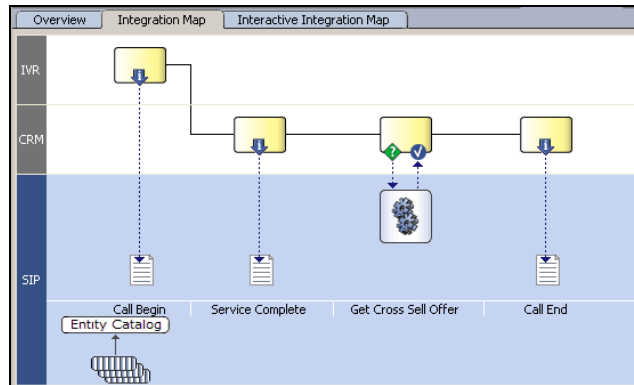 Overview Integration Map Interactive Integration Map
IVR
CRM
SIP
Call Begin Service Complete Get Cross Sell Offer Call End
Entity Catalog